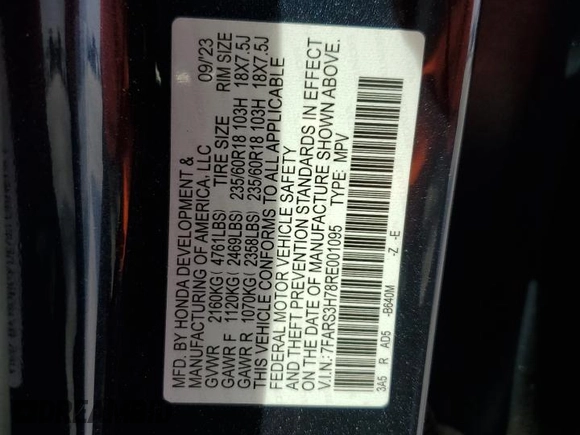 MFD. BY HONDA DEVELOPMENT &
MANUFACTURING OF AMERICA, LLC 09/'23
GVWR 2160KG( 4761LBS) TIRE SIZE RIM SIZE
GAWR F 1120KG( 2469LBS) 235/60R18 103H 18X7.5J
GAWR R 1070KG( 2358LBS) 235/60R18 103H 18X7.5J
THIS VEHICLE CONFORMS TO ALL APPLICABLE
FEDERAL MOTOR VEHICLE SAFETY
AND THEFT PREVENTION STANDARDS IN EFFECT
ON THE DATE OF MANUFACTURE SHOWN ABOVE.
V.I.N.: 7FARS3H78RE001095 TYPE: MPV
3A5 R AD5 -B640M -Z -E